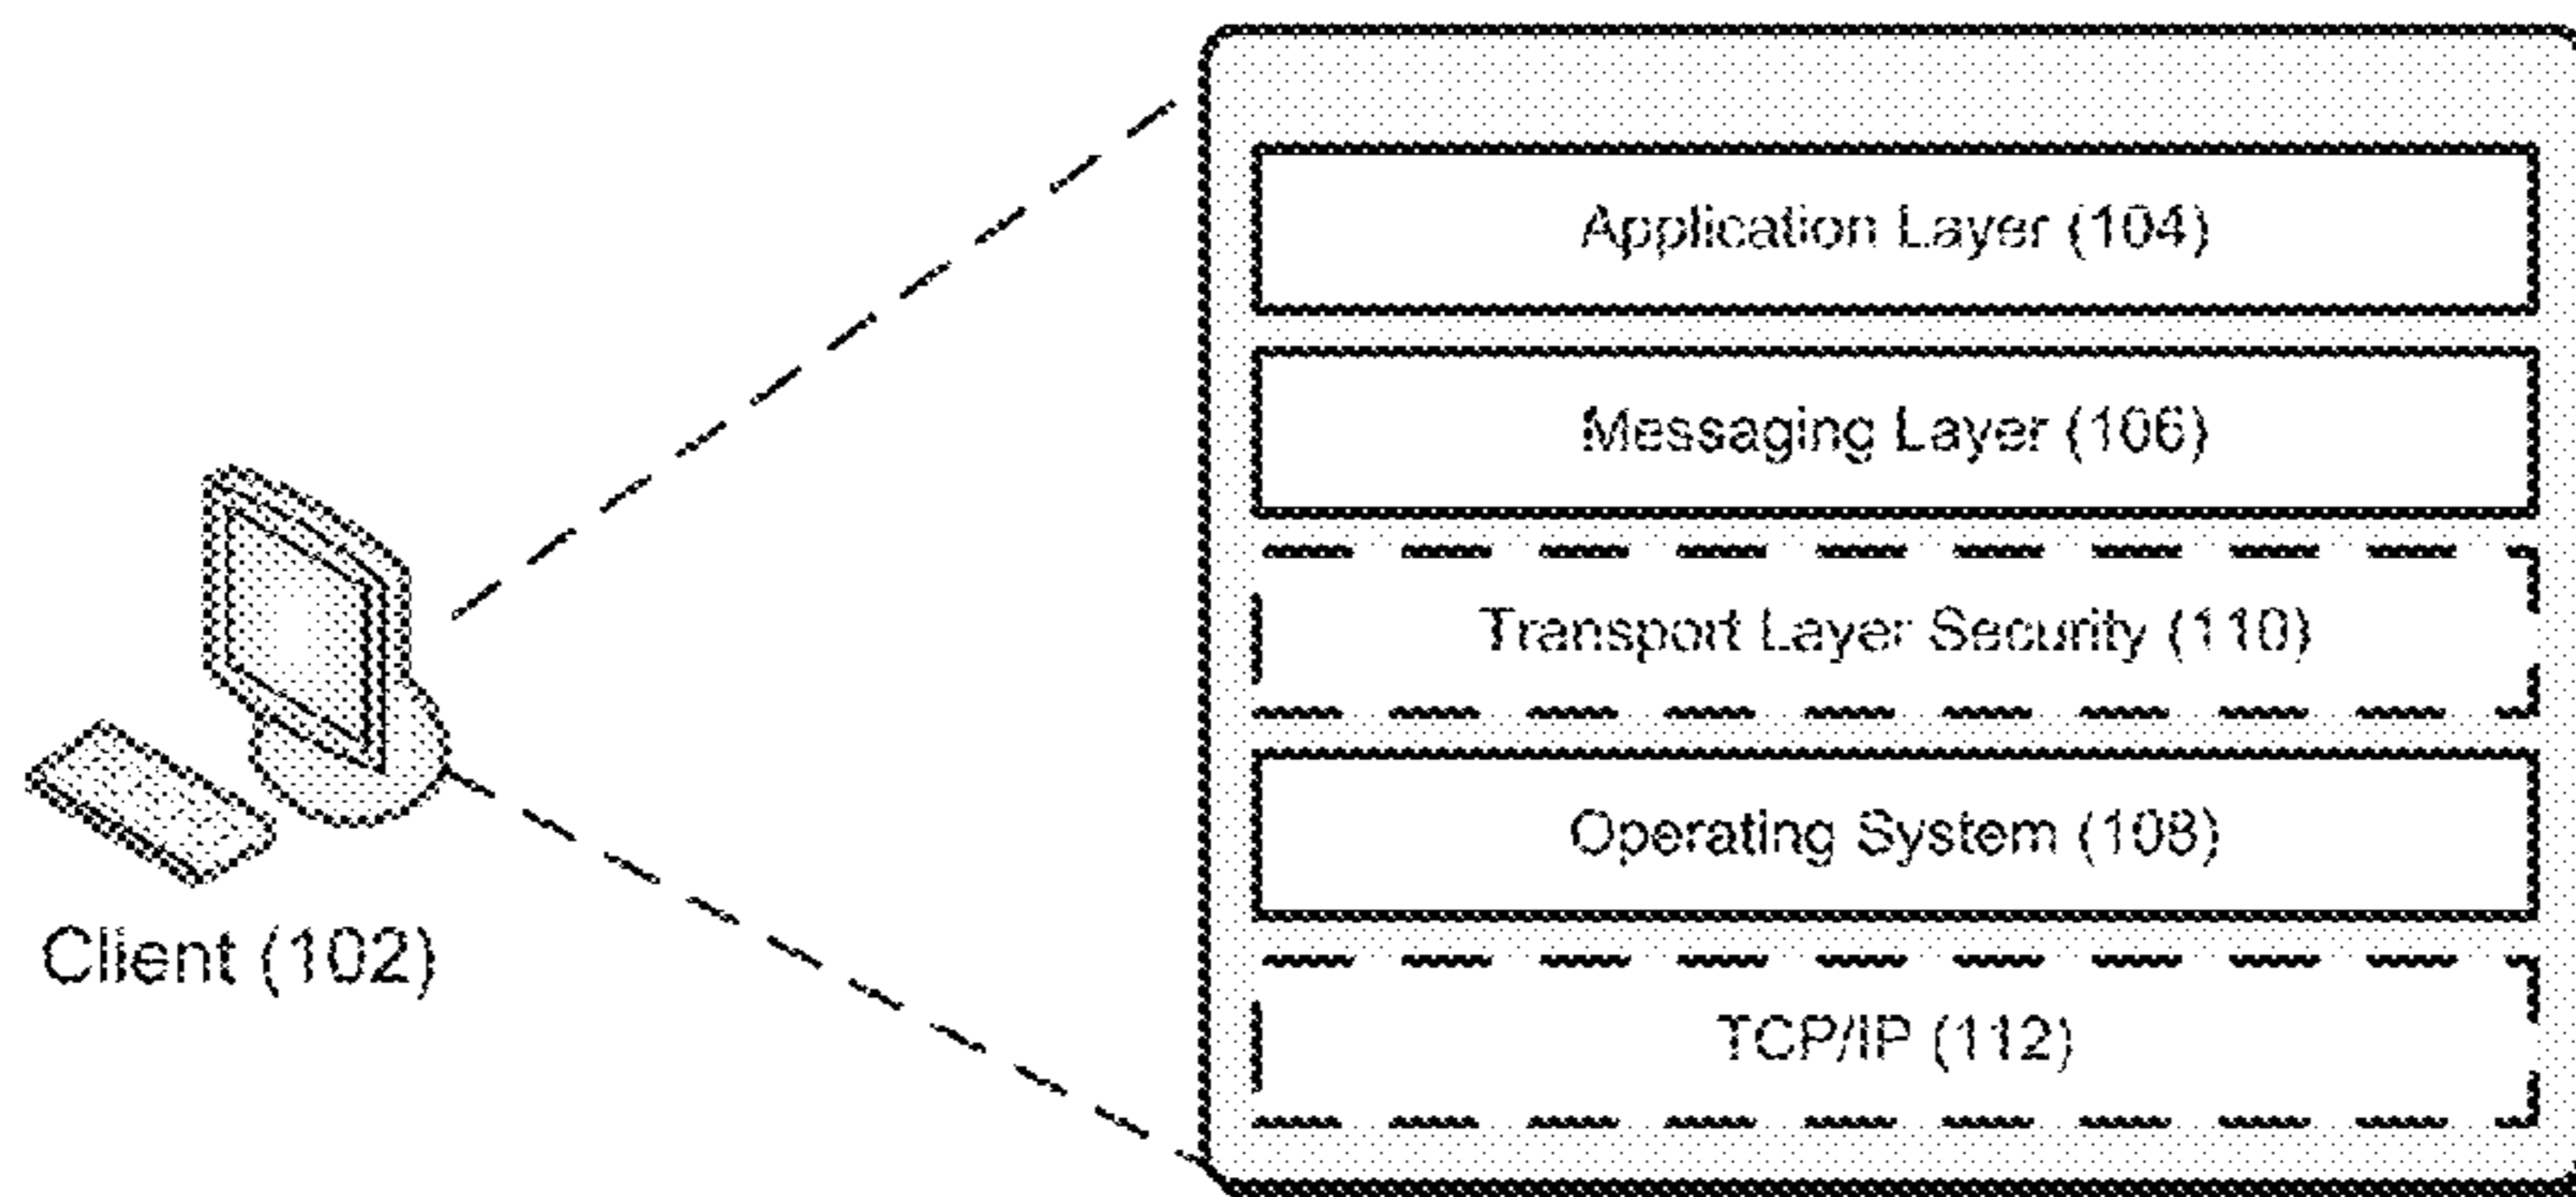 Application Layer (104)
Messaging Layer (106)
Transport Layer Security (110)
Operating System (108)
TCP/IP (112)
Client (102)